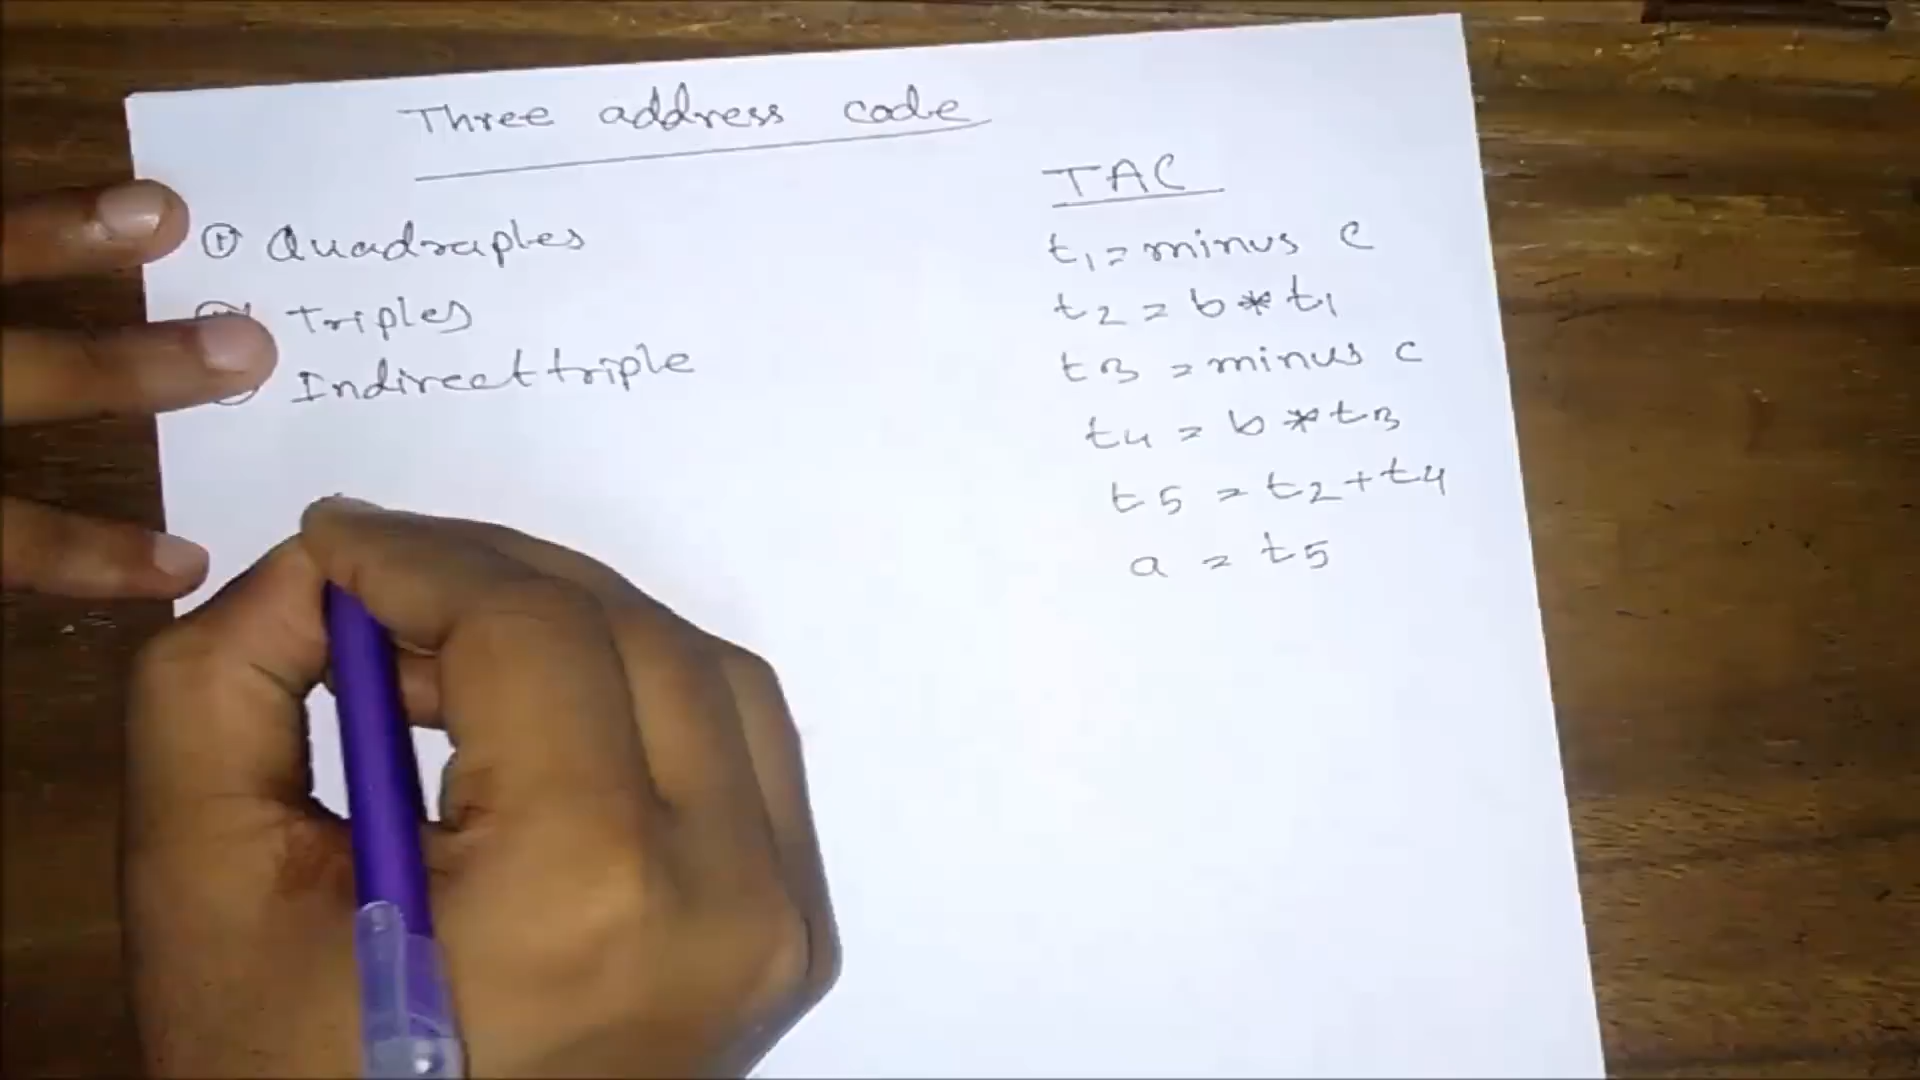 Three address code
① Quadruples
Triples
Indirect triple
TAC
t1 = minus c
t2 = b * t1
t3 = minus c
t4 = b * t3
t5 = t2 + t4
a = t5